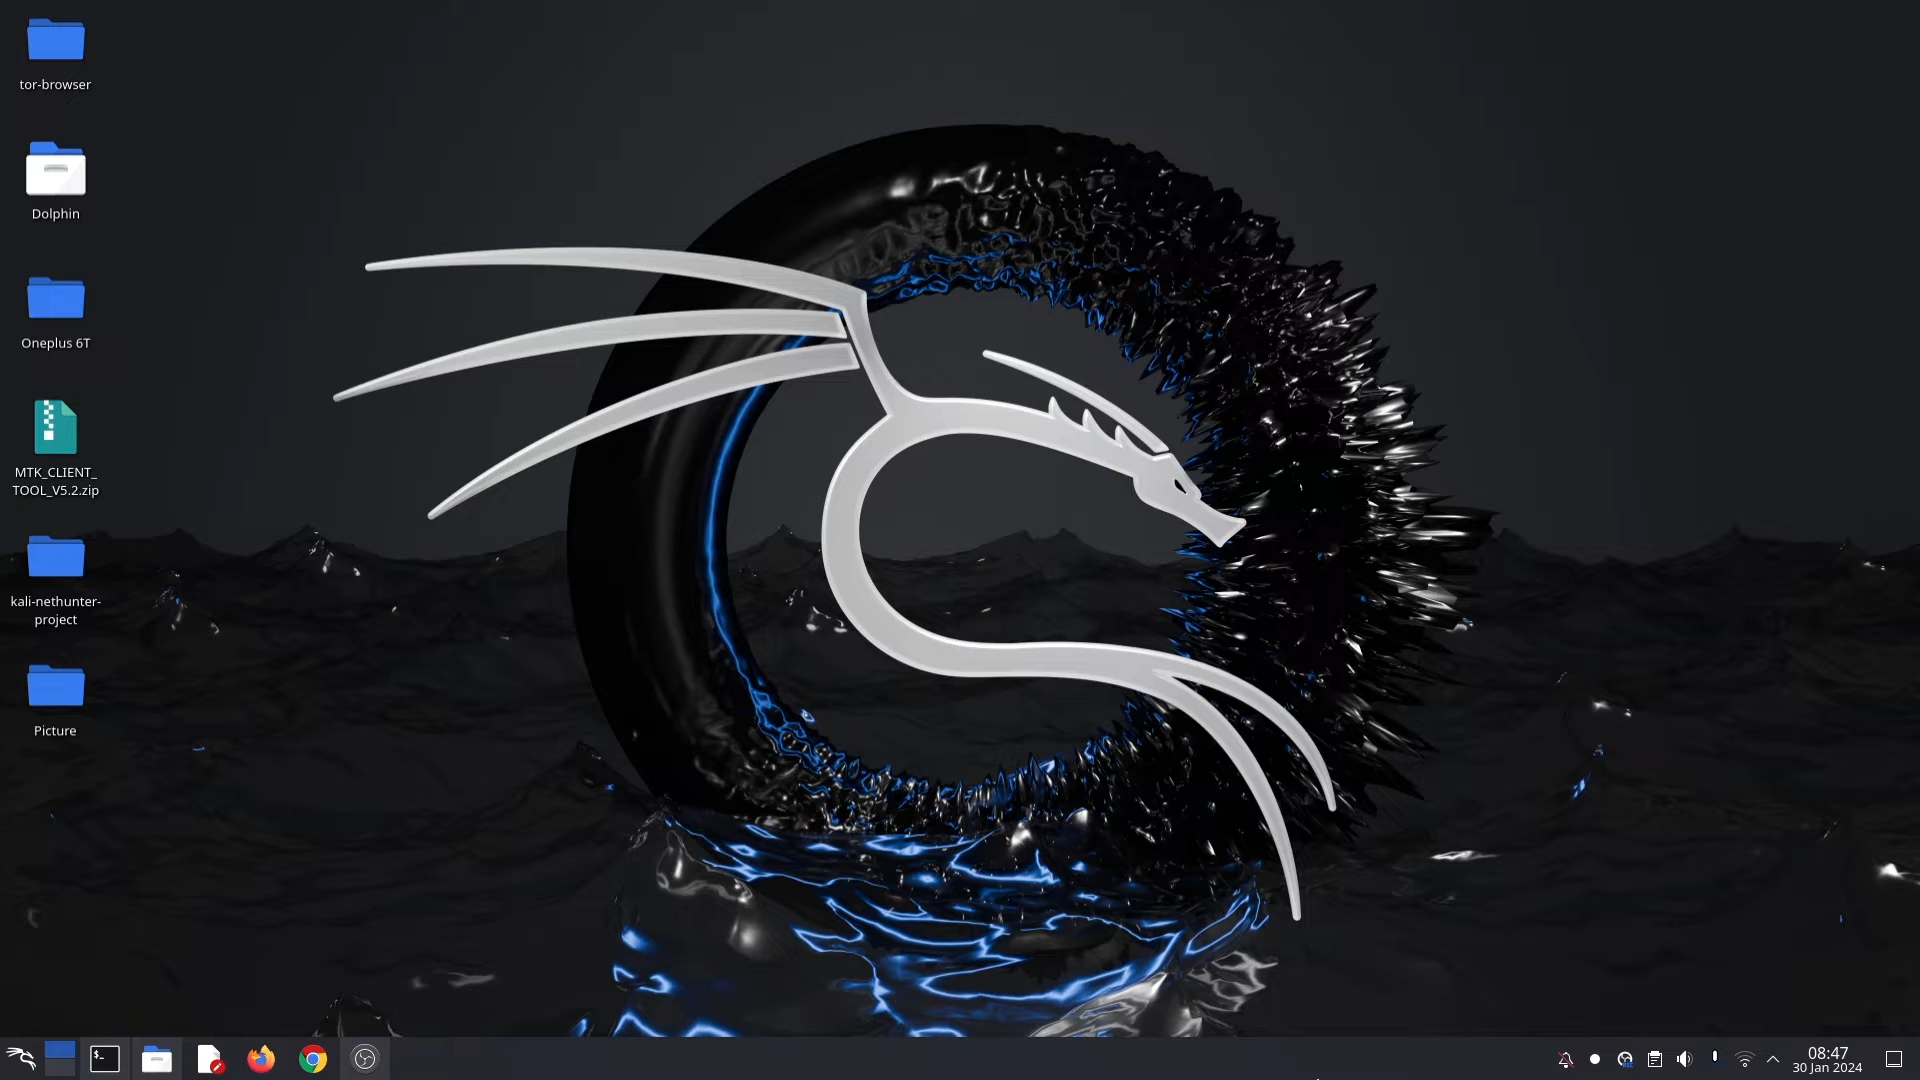 tor-browser
Dolphin
Oneplus 6T
MTK_CLIENT_
TOOL_V5.2.zip
kali-nethunter-
project
Picture
$_
08:47
30 Jan 2024